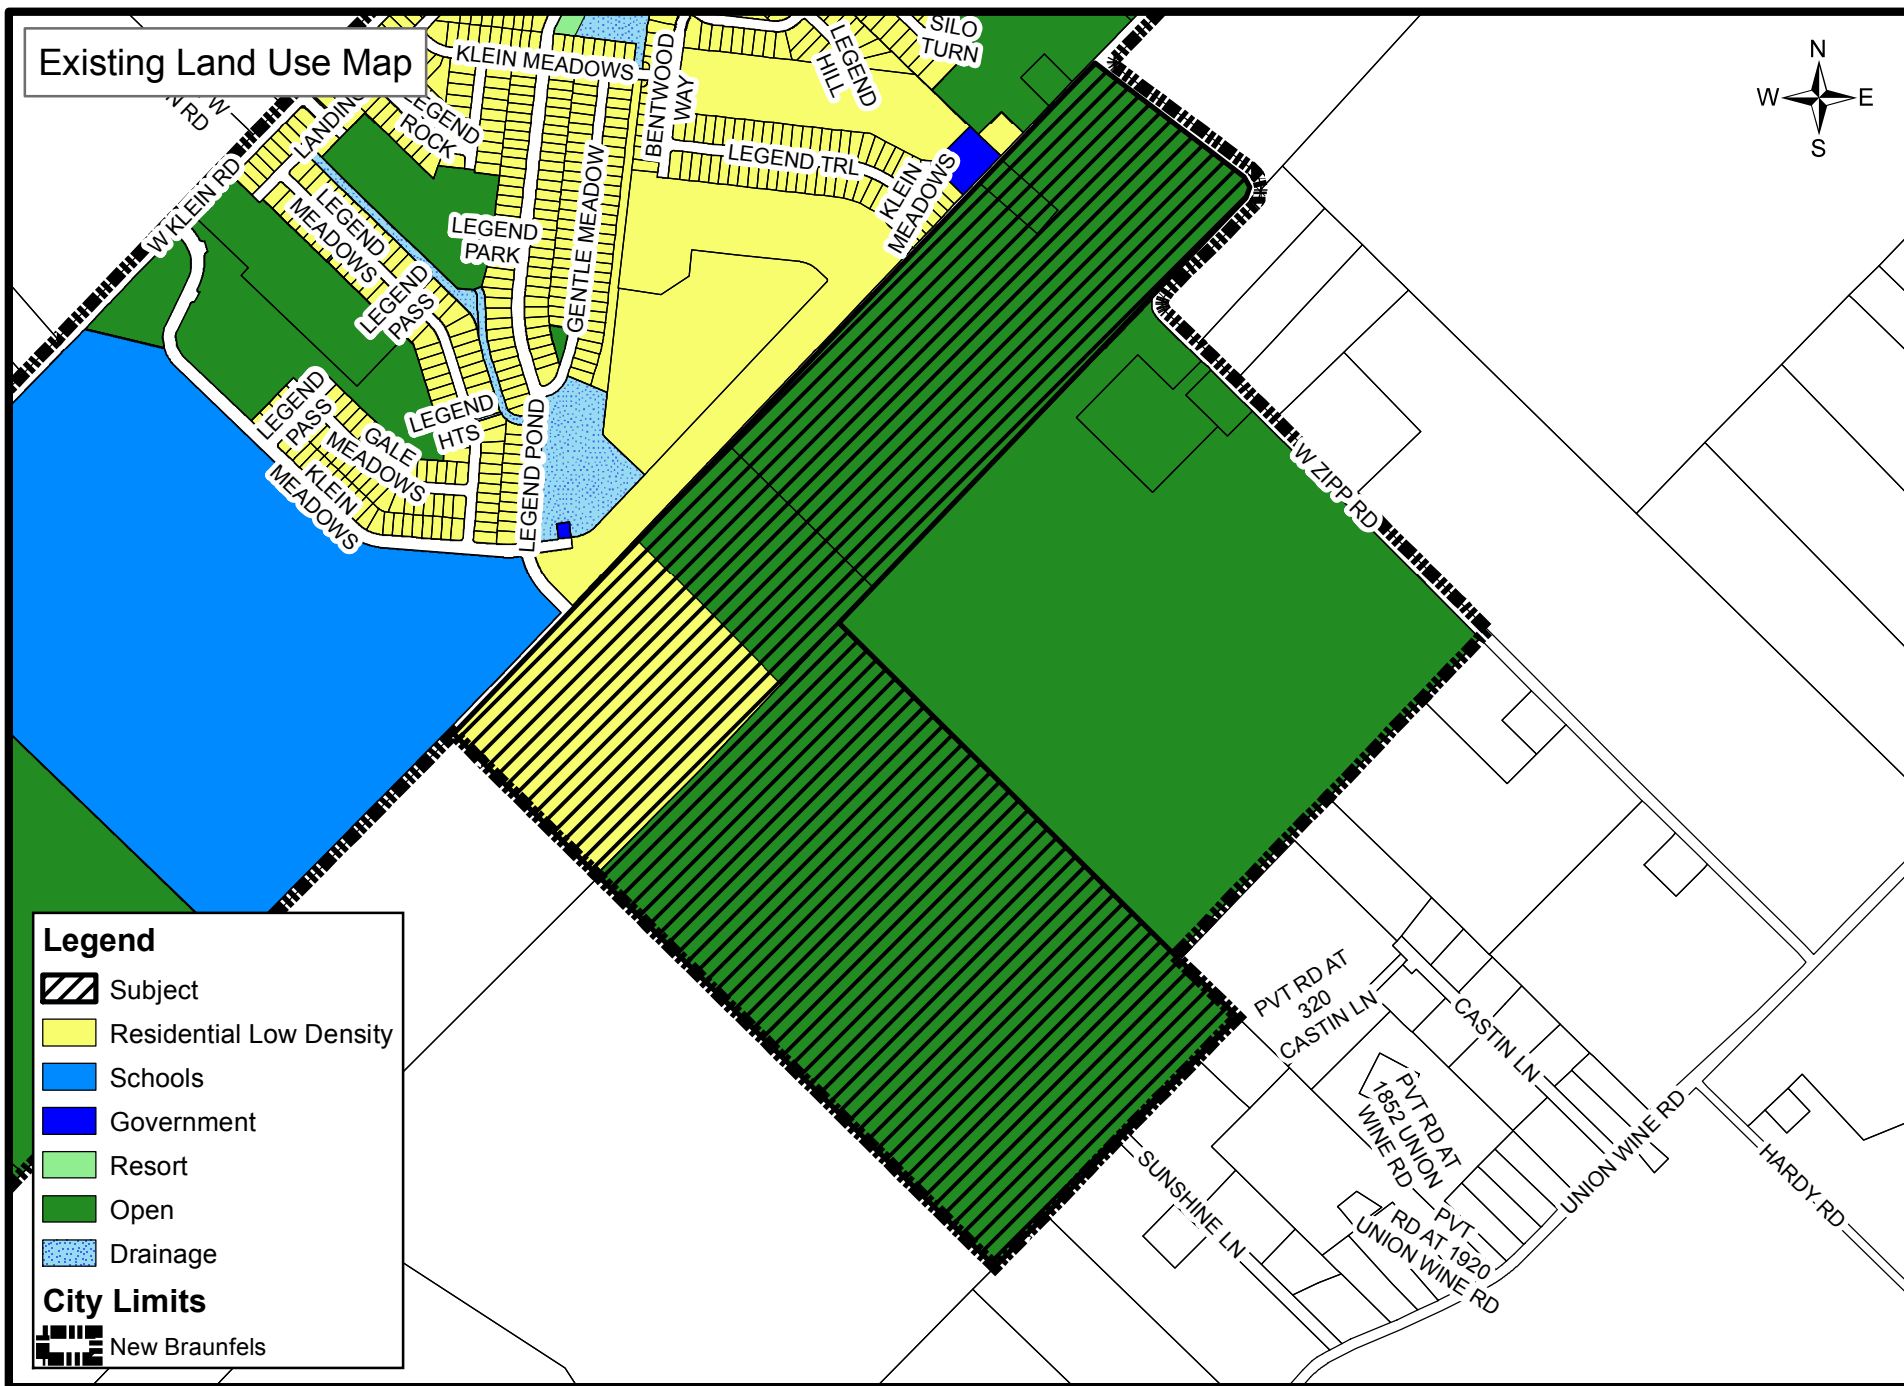 Existing Land Use Map
N
W
E
S
SILO
TURN
LEGEND
HILL
KLEIN MEADOWS
BENTWOOD
WAY
LANDING
LEGEND
ROCK
W
N RD
W KLEIN RD
LEGEND TRL
KLEIN
MEADOWS
LEGEND
MEADOWS
LEGEND
PARK
GENTLE MEADOW
LEGEND
PASS
LEGEND
PASS
LEGEND
HTS
GALE
MEADOWS
KLEIN
MEADOWS
LEGEND POND
W ZIPP RD
PVT RD AT
320
CASTIN LN
CASTIN LN
PVT RD AT
1852 UNION
WINE RD
UNION WINE RD
HARDY RD
SUNSHINE LN
PVT
RD AT 1920
UNION WINE RD
Legend
Subject
Residential Low Density
Schools
Government
Resort
Open
Drainage
City Limits
New Braunfels